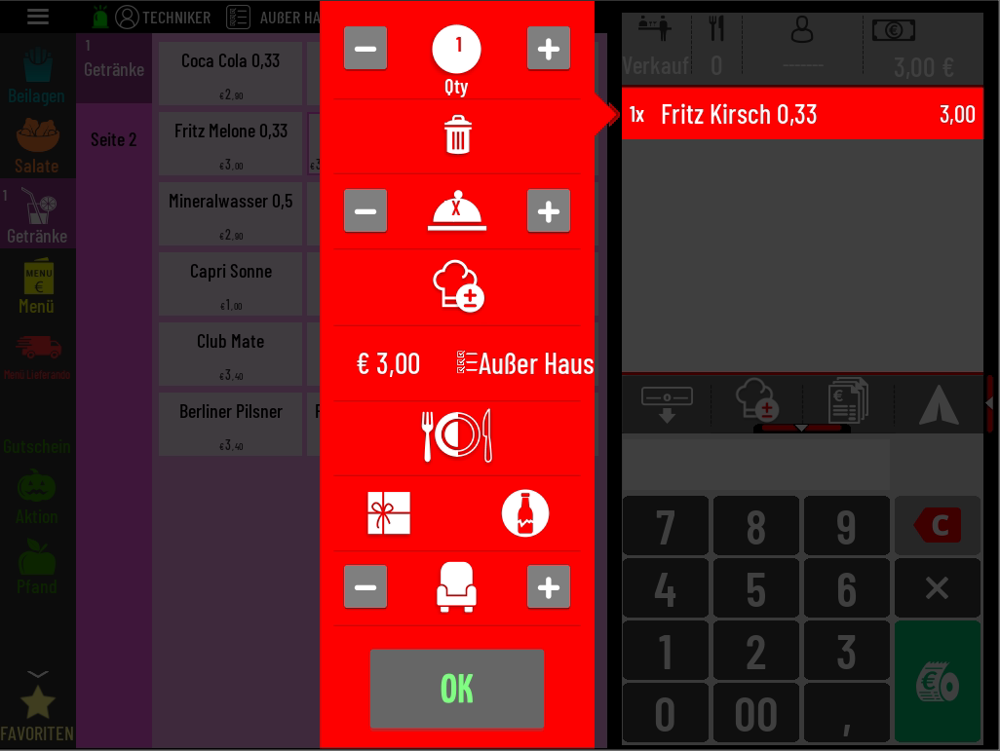 TECHNIKER
AUßER HA
Beilagen
Salate
1
Getränke
MENU
€
Menü
Menü Lieferando
Gutschein
Aktion
Pfand
FAVORITEN
1
Getränke
Seite 2
Coca Cola 0,33
€2.90
Fritz Melone 0,33
€3.00
€3
Mineralwasser 0,5
€2.90
Capri Sonne
€1.00
Club Mate
€3.40
Berliner Pilsner
€3.40
F
1
Qty
X
€ 3,00
Außer Haus
OK
Verkauf
0
--------
3,00 €
1x Fritz Kirsch 0,33 3,00
7 8 9 C
4 5 6 ×
1 2 3
0 00 ,